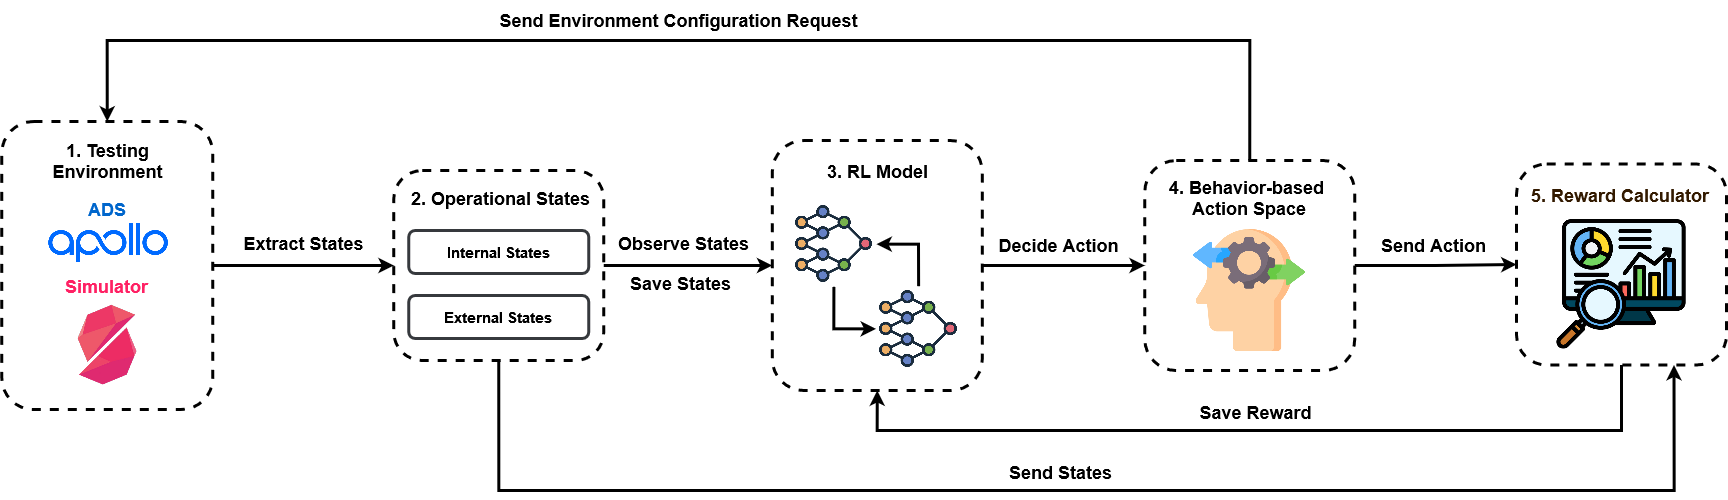 Send Environment Configuration Request
1. Testing
Environment
ADS
apollo
Simulator
Extract States
2. Operational States
Internal States
External States
Observe States
Save States
3. RL Model
Decide Action
4. Behavior-based
Action Space
Send Action
5. Reward Calculator
Save Reward
Send States